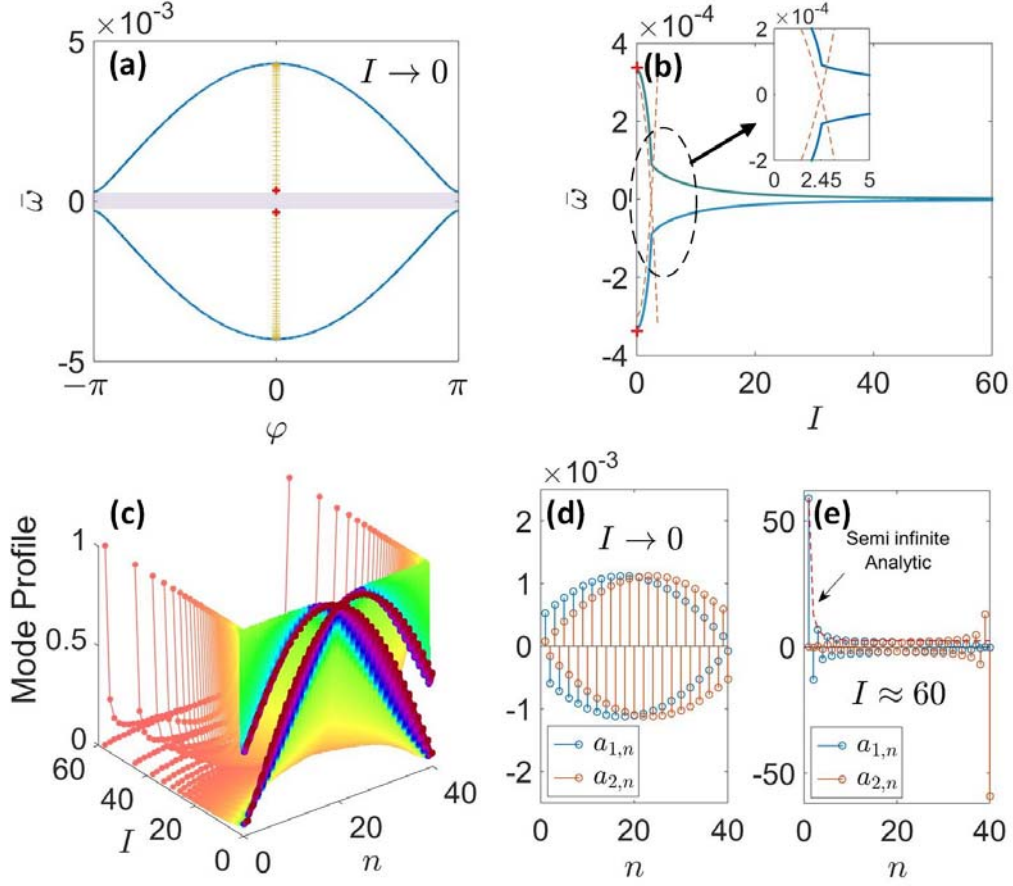 ×10⁻³
5
0
-5
ω̄
(a)
I → 0
−π
0
π
φ
×10⁻⁴
4
2
0
-2
-4
ω̄
(b)
×10⁻⁴
2
0
-2
0
2.45
5
0
20
40
60
I
(c)
Mode Profile
1
0.5
0
60
40
20
0
I
0
20
40
n
×10⁻³
2
1
0
-1
-2
(d)
I → 0
a₁,ₙ
a₂,ₙ
0
20
40
n
50
0
-50
(e)
Semi infinite
Analytic
I ≈ 60
a₁,ₙ
a₂,ₙ
0
20
40
n